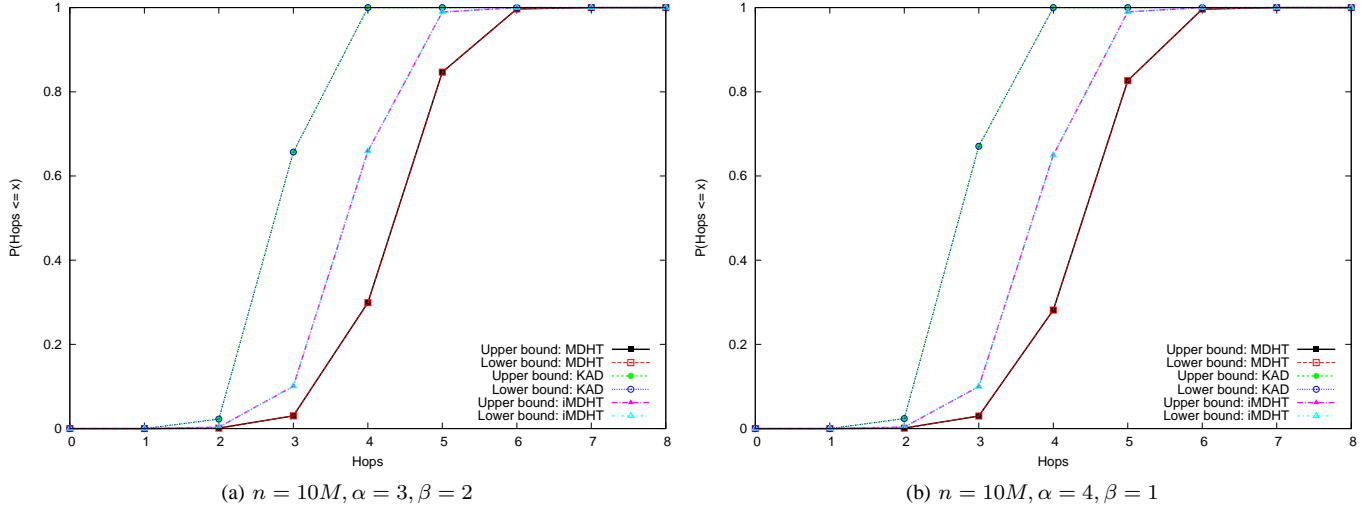 1
0.8
0.6
0.4
0.2
0
P(Hops <= x)
0 1 2 3 4 5 6 7 8
Hops
Upper bound: MDHT
Lower bound: MDHT
Upper bound: KAD
Lower bound: KAD
Upper bound: iMDHT
Lower bound: iMDHT
(a) n = 10M, α = 3, β = 2
1
0.8
0.6
0.4
0.2
0
P(Hops <= x)
0 1 2 3 4 5 6 7 8
Hops
Upper bound: MDHT
Lower bound: MDHT
Upper bound: KAD
Lower bound: KAD
Upper bound: iMDHT
Lower bound: iMDHT
(b) n = 10M, α = 4, β = 1